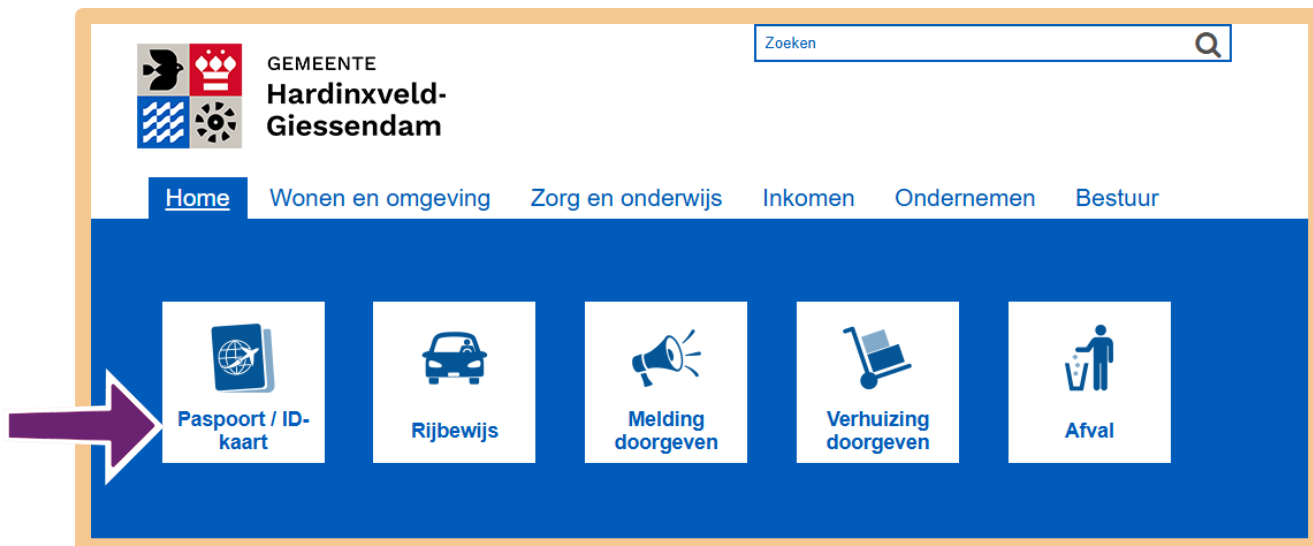 Zoeken
GEMEENTE
Hardinxveld-
Giessendam
Home Wonen en omgeving Zorg en onderwijs Inkomen Ondernemen Bestuur
Paspoort / ID-
kaart
Rijbewijs
Melding
doorgeven
Verhuizing
doorgeven
Afval